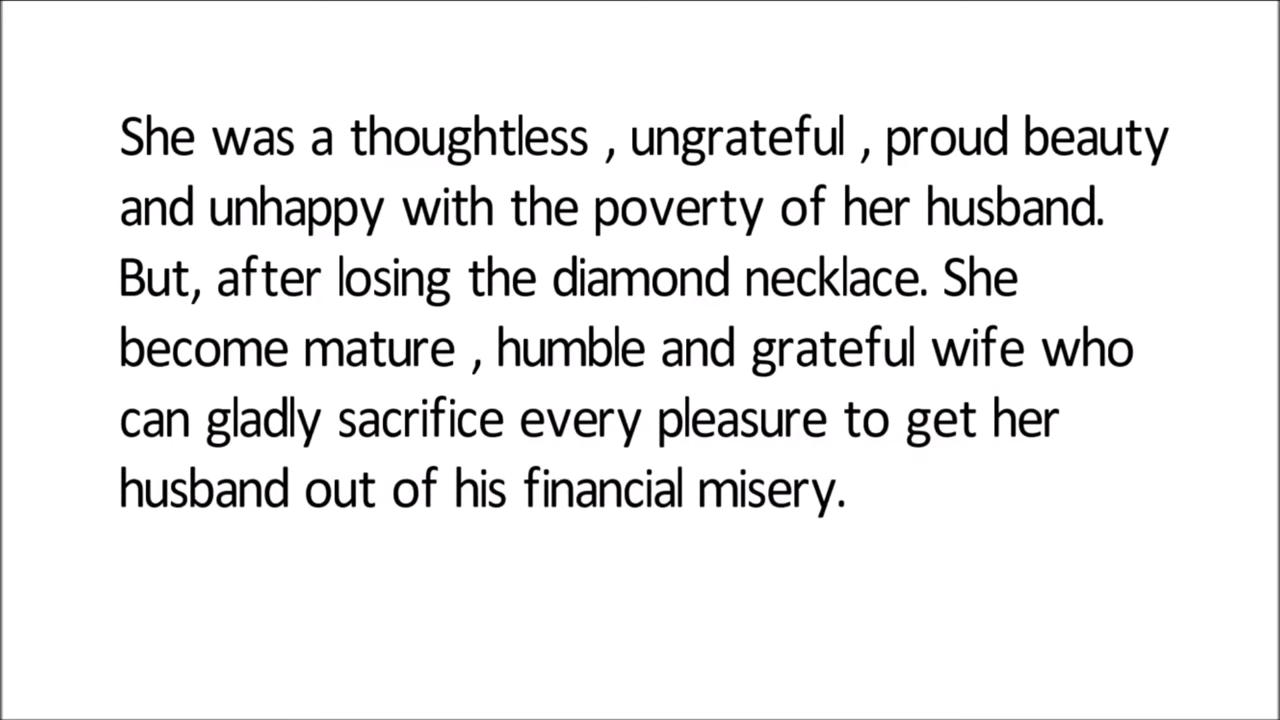 She was a thoughtless , ungrateful , proud beauty
and unhappy with the poverty of her husband.
But, after losing the diamond necklace. She
become mature , humble and grateful wife who
can gladly sacrifice every pleasure to get her
husband out of his financial misery.